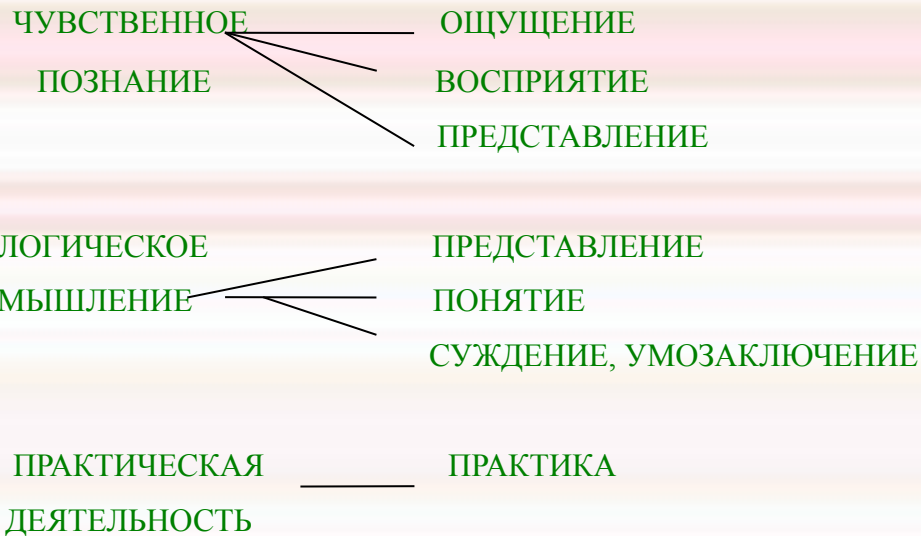 ЧУВСТВЕННОЕ ОЩУЩЕНИЕ
ПОЗНАНИЕ ВОСПРИЯТИЕ
ПРЕДСТАВЛЕНИЕ
ЛОГИЧЕСКОЕ ПРЕДСТАВЛЕНИЕ
МЫШЛЕНИЕ ПОНЯТИЕ
СУЖДЕНИЕ, УМОЗАКЛЮЧЕНИЕ
ПРАКТИЧЕСКАЯ ПРАКТИКА
ДЕЯТЕЛЬНОСТЬ